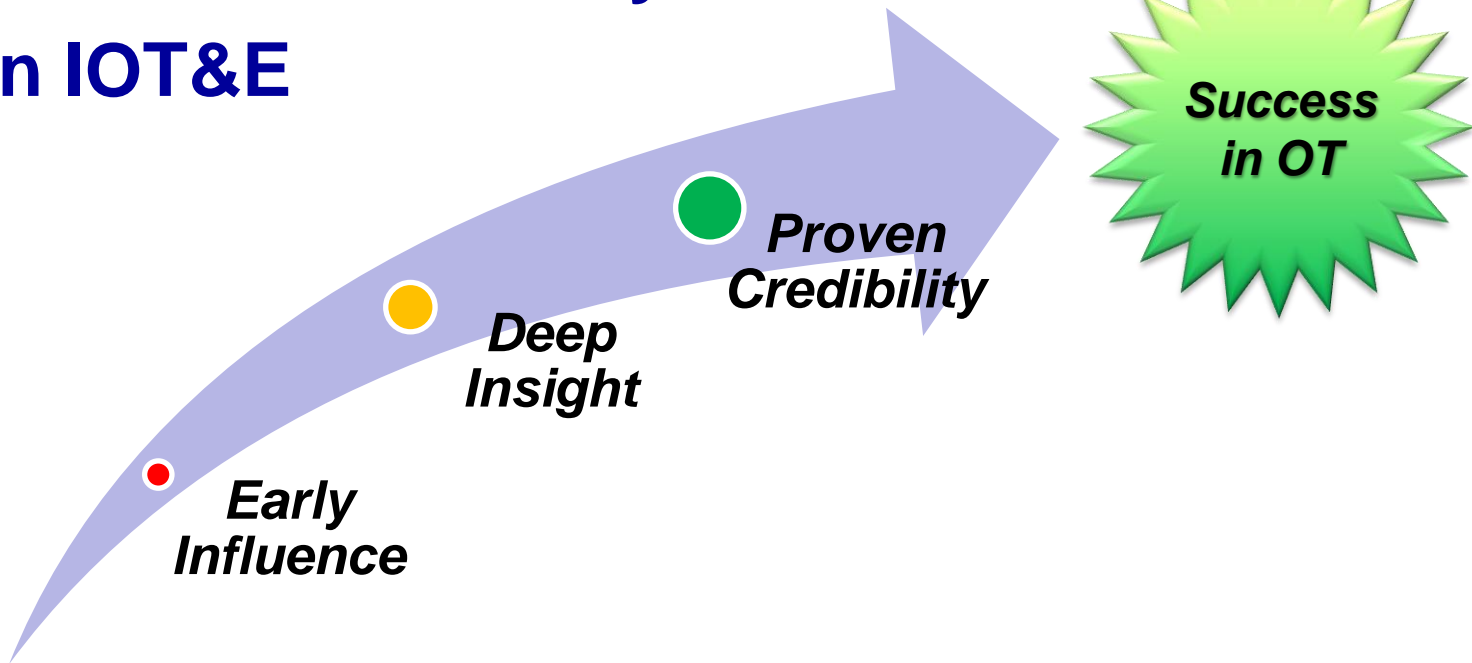 n IOT&E
Success
in OT
Proven
Credibility
Deep
Insight
Early
Influence